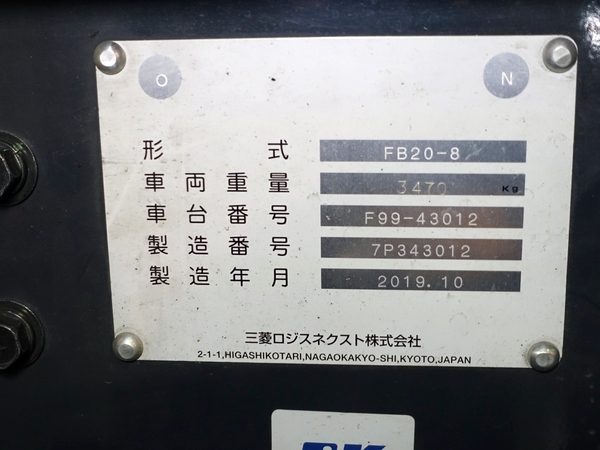 O N
形式 FB20-8
車両重量 3470 Kg
車台番号 F99-43012
製造番号 7P343012
製造年月 2019.10
三菱ロジスネクスト株式会社
2-1-1,HIGASHIKOTARI,NAGAOKAKYO-SHI,KYOTO,JAPAN